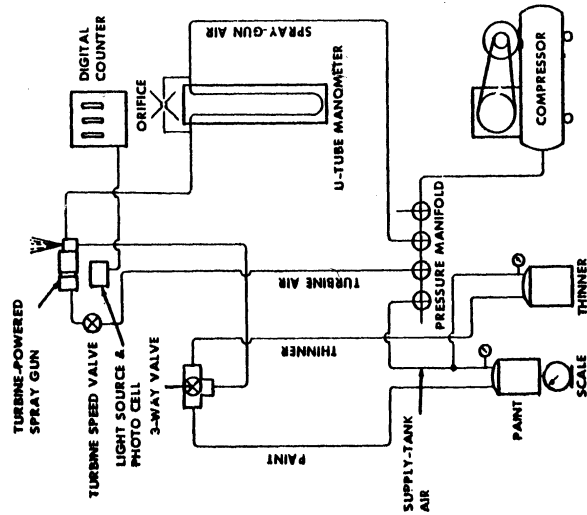 TURBINE-POWERED
SPRAY GUN
TURBINE SPEED VALVE
LIGHT SOURCE &
PHOTO CELL
3-WAY VALVE
DIGITAL
COUNTER
ORIFICE
SPRAY-GUN AIR
U-TUBE MANOMETER
TURBINE AIR
THINNER
PAINT
PRESSURE MANIFOLD
COMPRESSOR
SUPPLY-TANK
AIR
PAINT
SCALE
THINNER